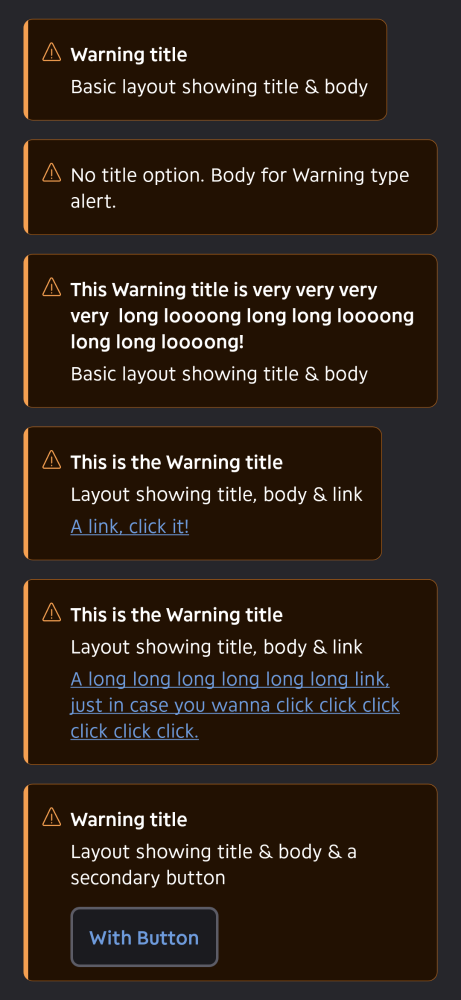 Warning title
Basic layout showing title & body
No title option. Body for Warning type
alert.
This Warning title is very very very
very  long loooong long long loooong
long long loooong!
Basic layout showing title & body
This is the Warning title
Layout showing title, body & link
A link, click it!
This is the Warning title
Layout showing title, body & link
A long long long long long long link,
just in case you wanna click click click
click click click.
Warning title
Layout showing title & body & a
secondary button
With Button